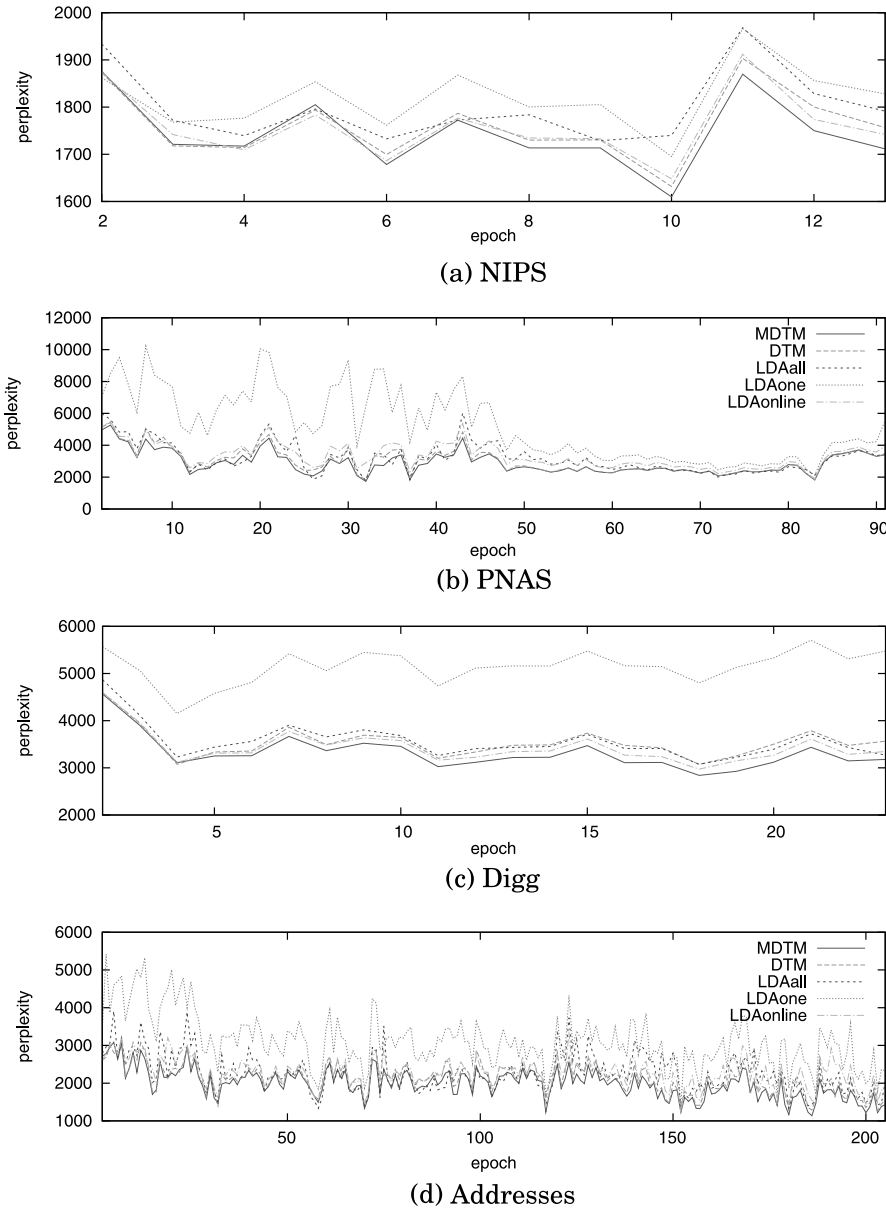 2000
1900
1800
1700
1600
perplexity
2 4 6 8 10 12
epoch
(a) NIPS
12000
10000
8000
6000
4000
2000
0
perplexity
MDTM
DTM
LDAall
LDAone
LDAonline
10 20 30 40 50 60 70 80 90
epoch
(b) PNAS
6000
5000
4000
3000
2000
perplexity
5 10 15 20
epoch
(c) Digg
6000
5000
4000
3000
2000
1000
perplexity
MDTM
DTM
LDAall
LDAone
LDAonline
50 100 150 200
epoch
(d) Addresses